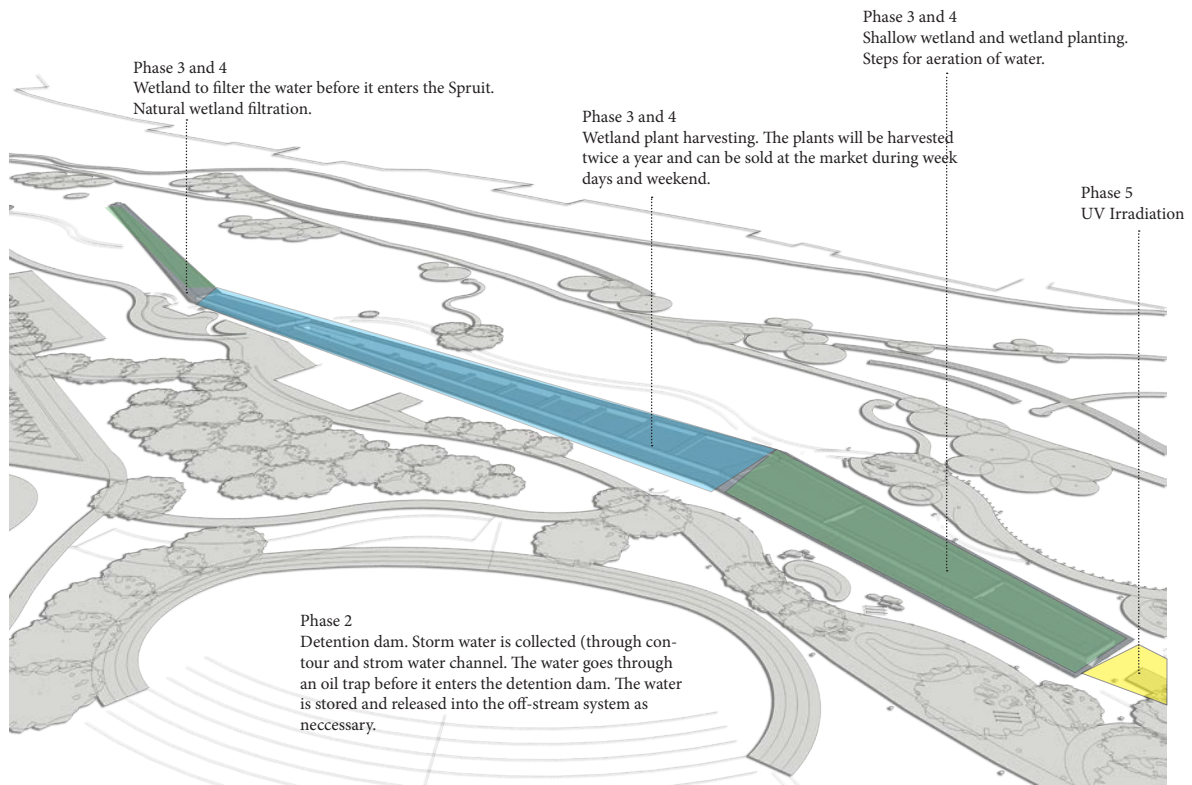 Phase 3 and 4
Shallow wetland and wetland planting.
Steps for aeration of water.
Phase 3 and 4
Wetland to filter the water before it enters the Spruit.
Natural wetland filtration.
Phase 3 and 4
Wetland plant harvesting. The plants will be harvested
twice a year and can be sold at the market during week
days and weekend.
Phase 5
UV Irradiation
Phase 2
Detention dam. Storm water is collected (through con-
tour and strom water channel. The water goes through
an oil trap before it enters the detention dam. The water
is stored and released into the off-stream system as
neccessary.